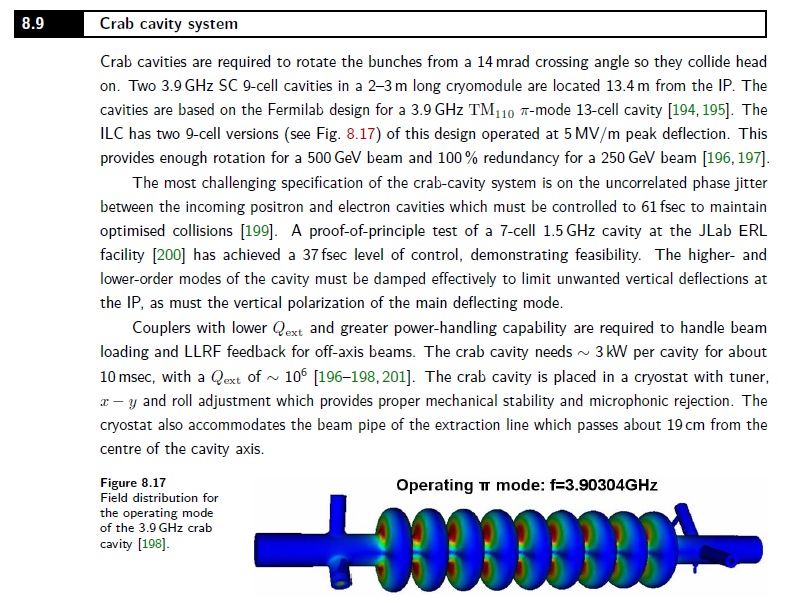 8.9 Crab cavity system
Crab cavities are required to rotate the bunches from a 14 mrad crossing angle so they collide head
on. Two 3.9 GHz SC 9-cell cavities in a 2–3 m long cryomodule are located 13.4 m from the IP. The
cavities are based on the Fermilab design for a 3.9 GHz TM₁₁₀ π-mode 13-cell cavity [194, 195]. The
ILC has two 9-cell versions (see Fig. 8.17) of this design operated at 5 MV/m peak deflection. This
provides enough rotation for a 500 GeV beam and 100 % redundancy for a 250 GeV beam [196, 197].
The most challenging specification of the crab-cavity system is on the uncorrelated phase jitter
between the incoming positron and electron cavities which must be controlled to 61 fsec to maintain
optimised collisions [199]. A proof-of-principle test of a 7-cell 1.5 GHz cavity at the JLab ERL
facility [200] has achieved a 37 fsec level of control, demonstrating feasibility. The higher- and
lower-order modes of the cavity must be damped effectively to limit unwanted vertical deflections at
the IP, as must the vertical polarization of the main deflecting mode.
Couplers with lower Qext and greater power-handling capability are required to handle beam
loading and LLRF feedback for off-axis beams. The crab cavity needs ∼ 3 kW per cavity for about
10 msec, with a Qext of ∼ 10⁶ [196–198, 201]. The crab cavity is placed in a cryostat with tuner,
x − y and roll adjustment which provides proper mechanical stability and microphonic rejection. The
cryostat also accommodates the beam pipe of the extraction line which passes about 19 cm from the
centre of the cavity axis.
Figure 8.17
Field distribution for
the operating mode
of the 3.9 GHz crab
cavity [198].
Operating π mode: f=3.90304GHz